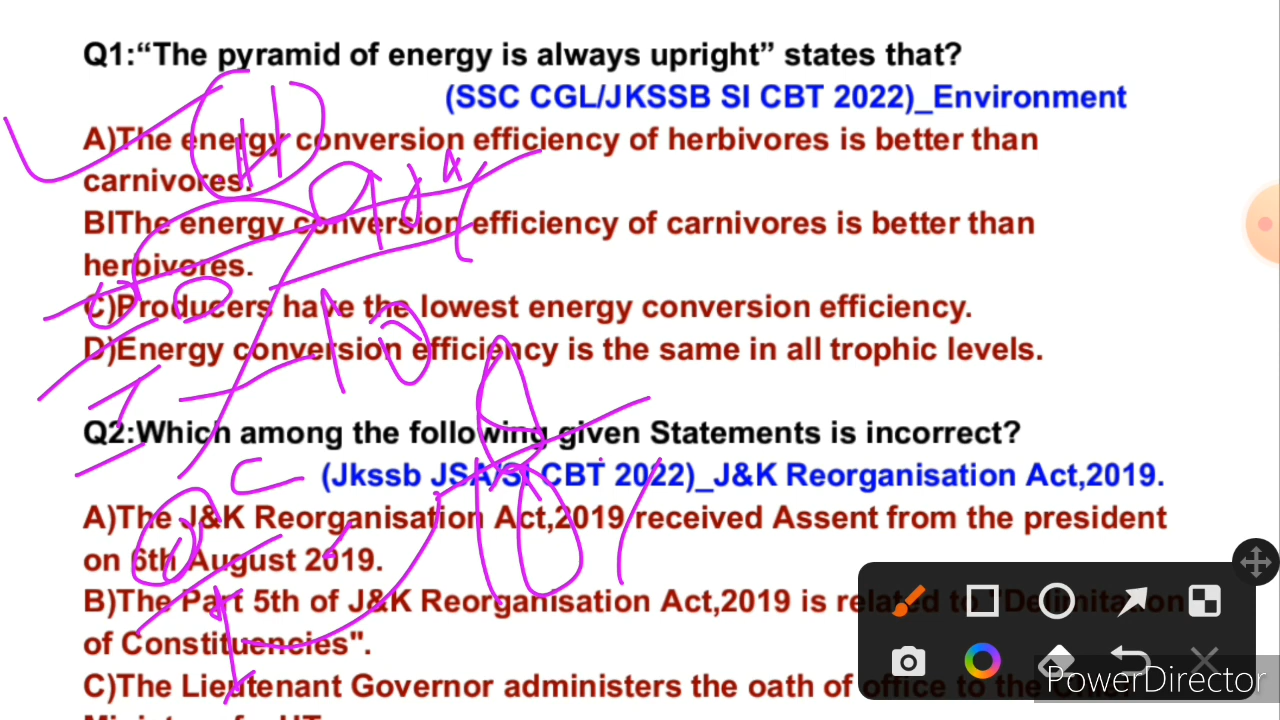 Q1:“The pyramid of energy is always upright” states that?
(SSC CGL/JKSSB SI CBT 2022)_Environment
A)The energy conversion efficiency of herbivores is better than
carnivores.
BlThe energy conversion efficiency of carnivores is better than
herbivores.
C)Producers have the lowest energy conversion efficiency.
D)Energy conversion efficiency is the same in all trophic levels.
Q2:Which among the following given Statements is incorrect?
(Jkssb JSA/SI CBT 2022)_J&K Reorganisation Act,2019.
A)The J&K Reorganisation Act,2019 received Assent from the president
on 6th August 2019.
B)The Part 5th of J&K Reorganisation Act,2019 is related to "Delimitation
of Constituencies".
C)The Lieutenant Governor administers the oath of office to the
PowerDirector